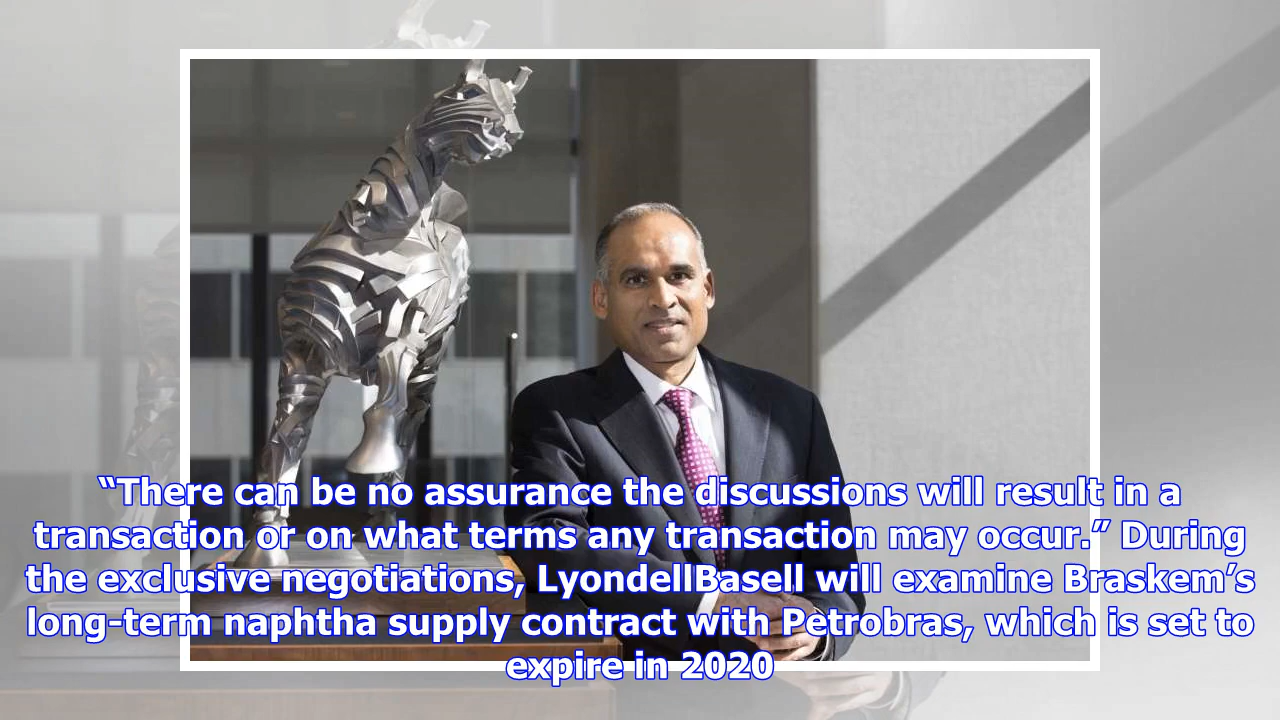 “There can be no assurance the discussions will result in a
transaction or on what terms any transaction may occur.” During
the exclusive negotiations, LyondellBasell will examine Braskem’s
long-term naphtha supply contract with Petrobras, which is set to
expire in 2020